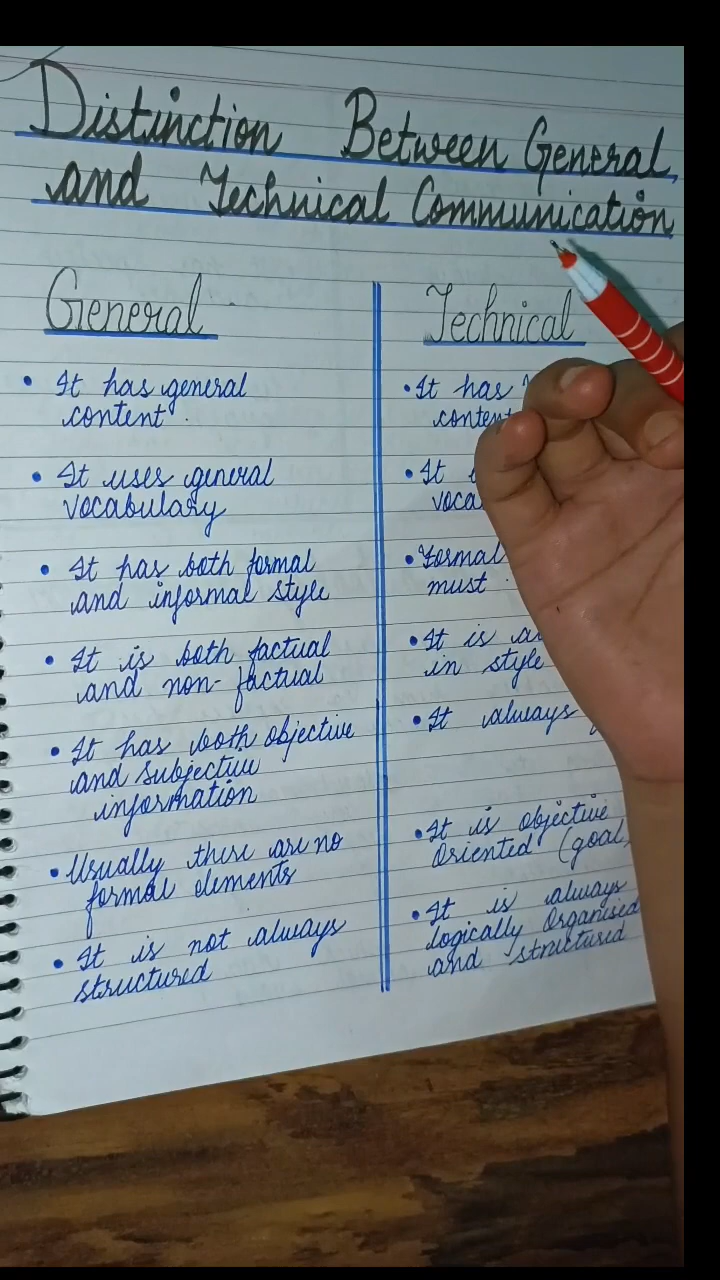 Distinction Between General,
and Technical Communication
General
• It has general
content.
• It uses general
vocabulary
• It has both formal
and informal style
• It is both factual
and non-factual
• It has both objective
and subjective
information
• Usually there are no
formal elements
• It is not always
structured
Technical
• It has
content
• It
• Formal
must
• It is
in style
• It always
• It is objective
Oriented (goal
• It is always
logically Organised
and structured